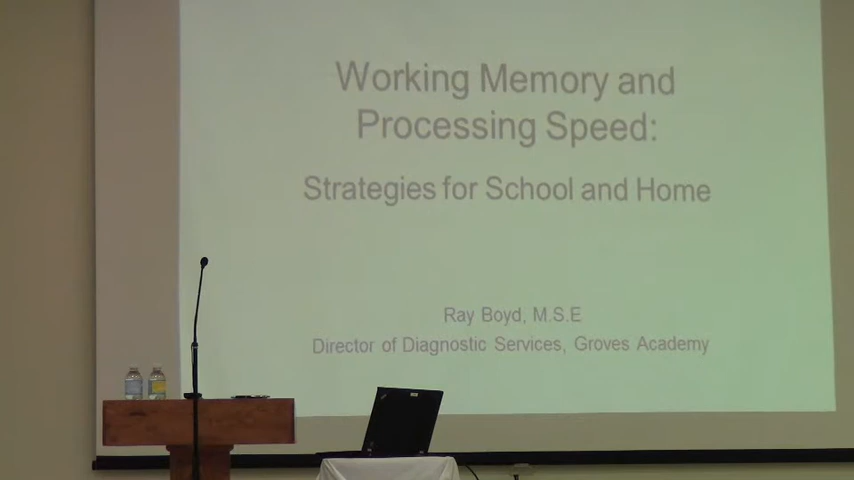 Working Memory and
Processing Speed:
Strategies for School and Home
Ray Boyd, M.S.E
Director of Diagnostic Services, Groves Academy